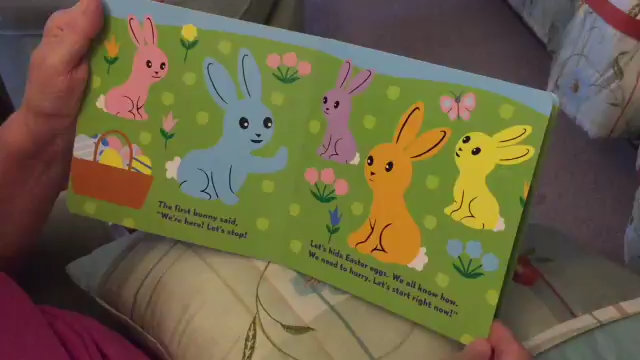 The first bunny said,
"We're here! Let's stop!
Let's hide Easter eggs. We all know how.
We need to hurry. Let's start right now!"